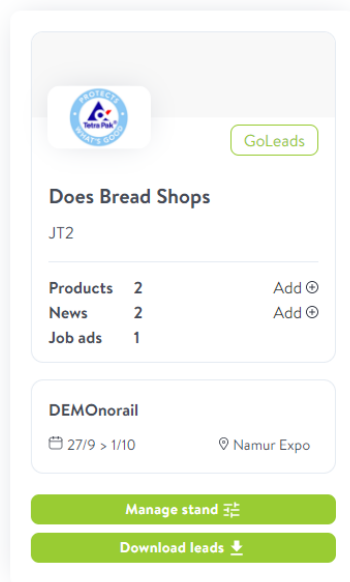 PROTECTS
Tetra Pak
WHAT'S GOOD
GoLeads
Does Bread Shops
JT2
Products 2 Add
News 2 Add
Job ads 1
DEMOnorail
27/9 > 1/10 Namur Expo
Manage stand
Download leads